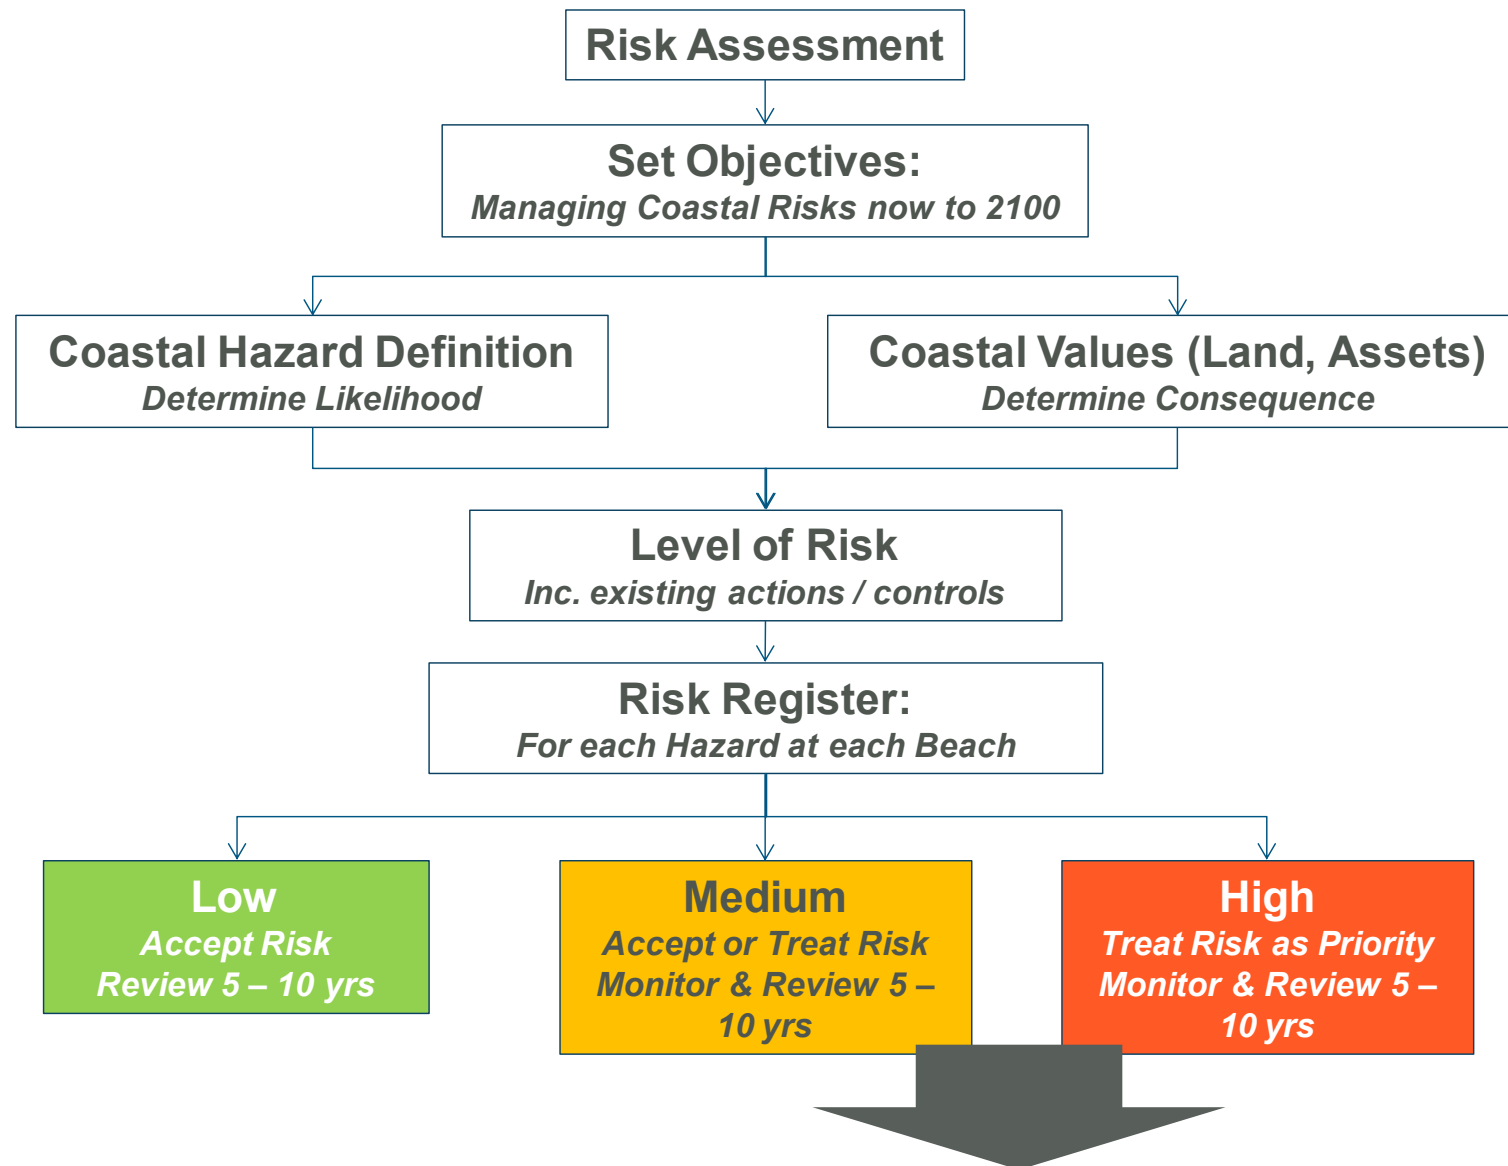 Risk Assessment
Set Objectives:
Managing Coastal Risks now to 2100
Coastal Hazard Definition
Determine Likelihood
Coastal Values (Land, Assets)
Determine Consequence
Level of Risk
Inc. existing actions / controls
Risk Register:
For each Hazard at each Beach
Low
Accept Risk
Review 5 – 10 yrs
Medium
Accept or Treat Risk
Monitor & Review 5 –
10 yrs
High
Treat Risk as Priority
Monitor & Review 5 –
10 yrs